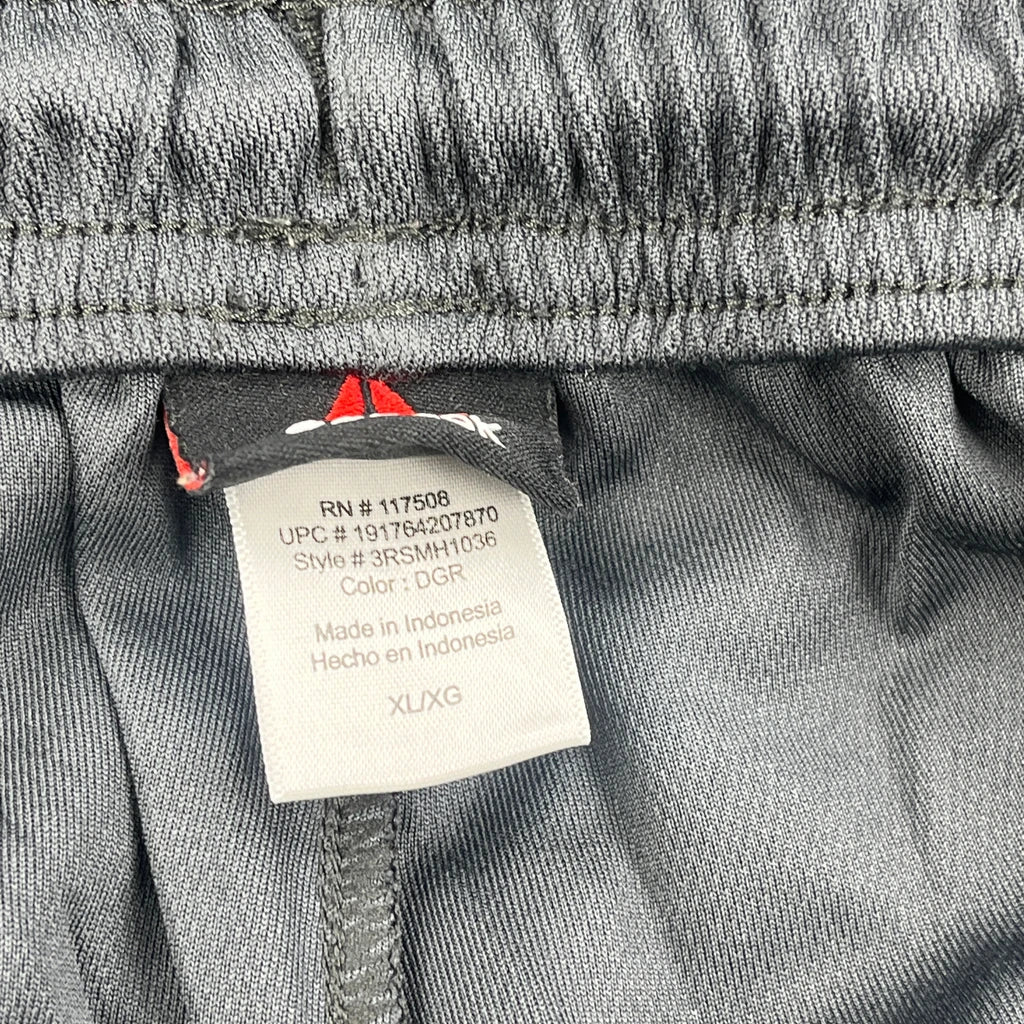 RN # 117508
UPC # 191764207870
Style # 3RSMH1036
Color : DGR
Made in Indonesia
Hecho en Indonesia
XL/XG